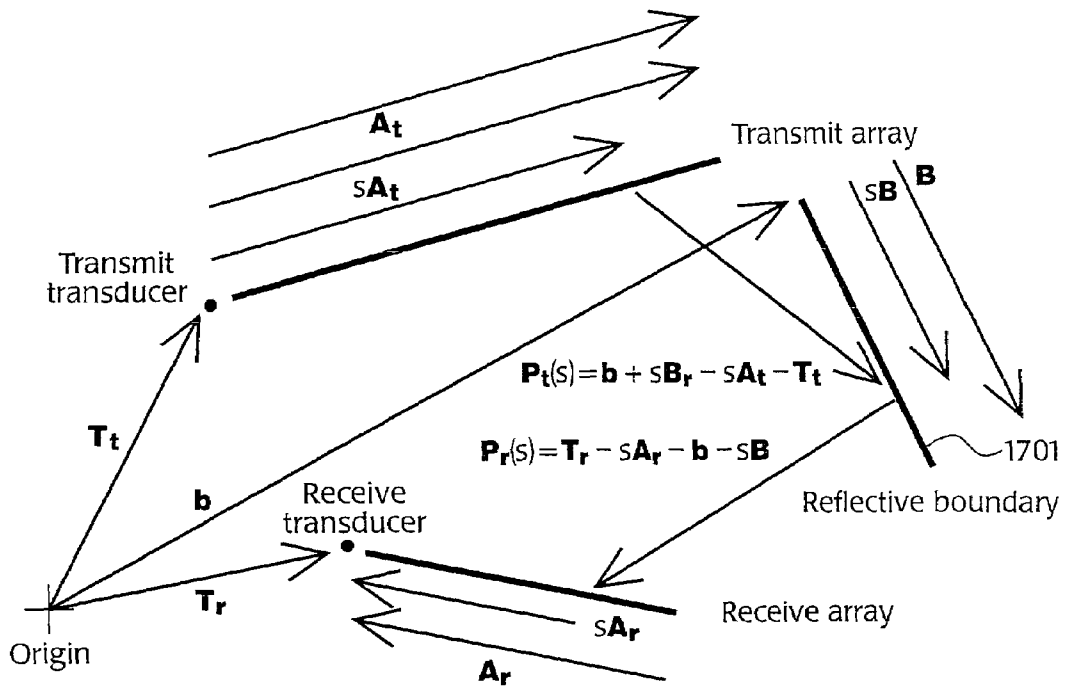 At
Transmit array
sAt
sB
B
Transmit
transducer
Pt(s)=b + sBr − sAt − Tt
Tt
Pr(s)=Tr − sAr − b − sB
1701
b
Receive
transducer
Reflective boundary
Tr
sAr
Receive array
Origin
Ar